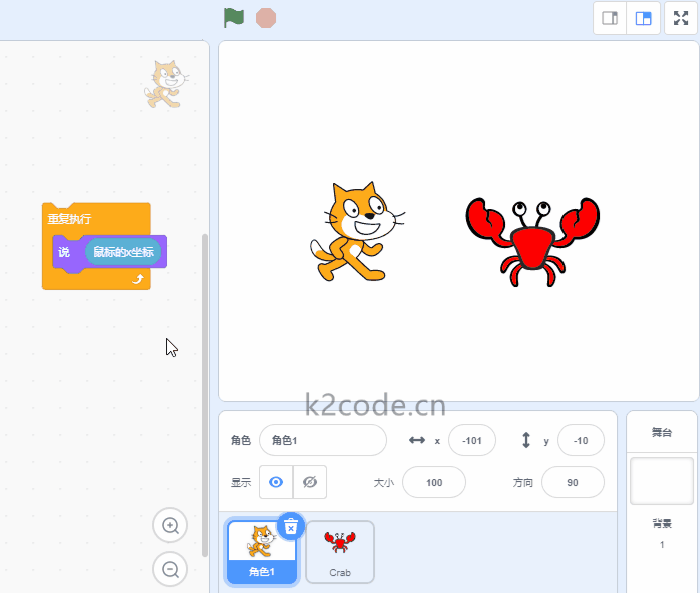 重复执行
说 鼠标的x坐标
k2code.cn
角色 角色1 x -101 y -10
显示 大小 100 方向 90
角色1
Crab
舞台
背景
1